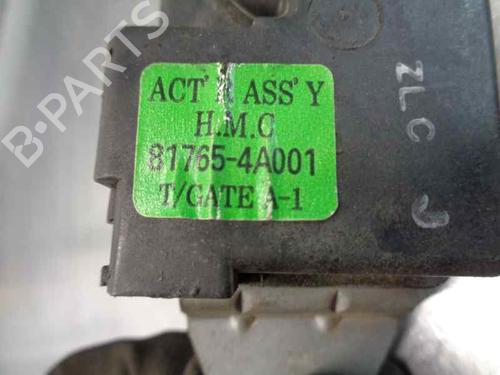 B-PARTS
ACT'R ASS'Y
H.M.C
81765-4A001
T/GATE A-1
ZLC
J